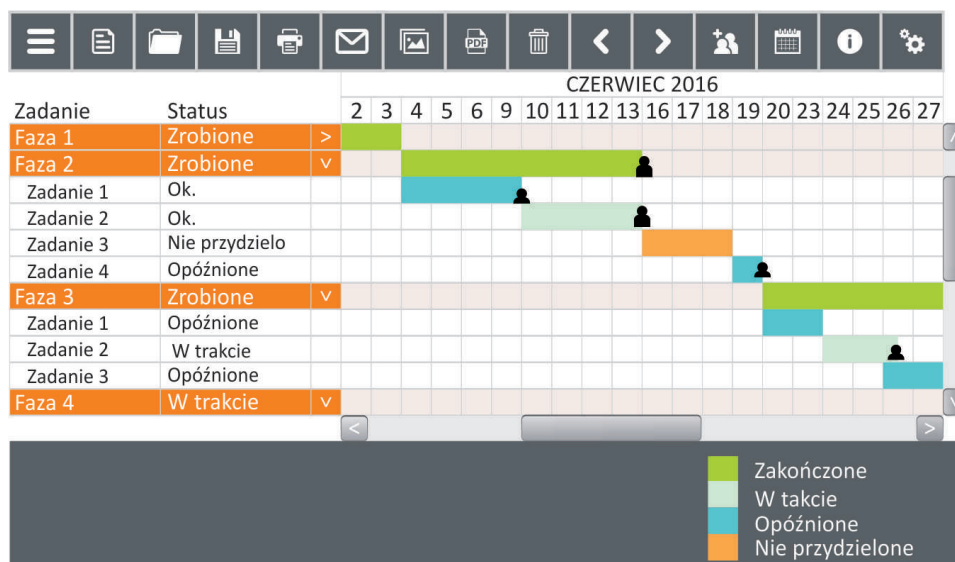 PDF
CZERWIEC 2016
Zadanie Status 2 3 4 5 6 9 10 11 12 13 16 17 18 19 20 23 24 25 26 27
Faza 1 Zrobione >
Faza 2 Zrobione v
Zadanie 1 Ok.
Zadanie 2 Ok.
Zadanie 3 Nie przydzielo
Zadanie 4 Opóźnione
Faza 3 Zrobione v
Zadanie 1 Opóźnione
Zadanie 2 W trakcie
Zadanie 3 Opóźnione
Faza 4 W trakcie v
Zakończone
W takcie
Opóźnione
Nie przydzielone